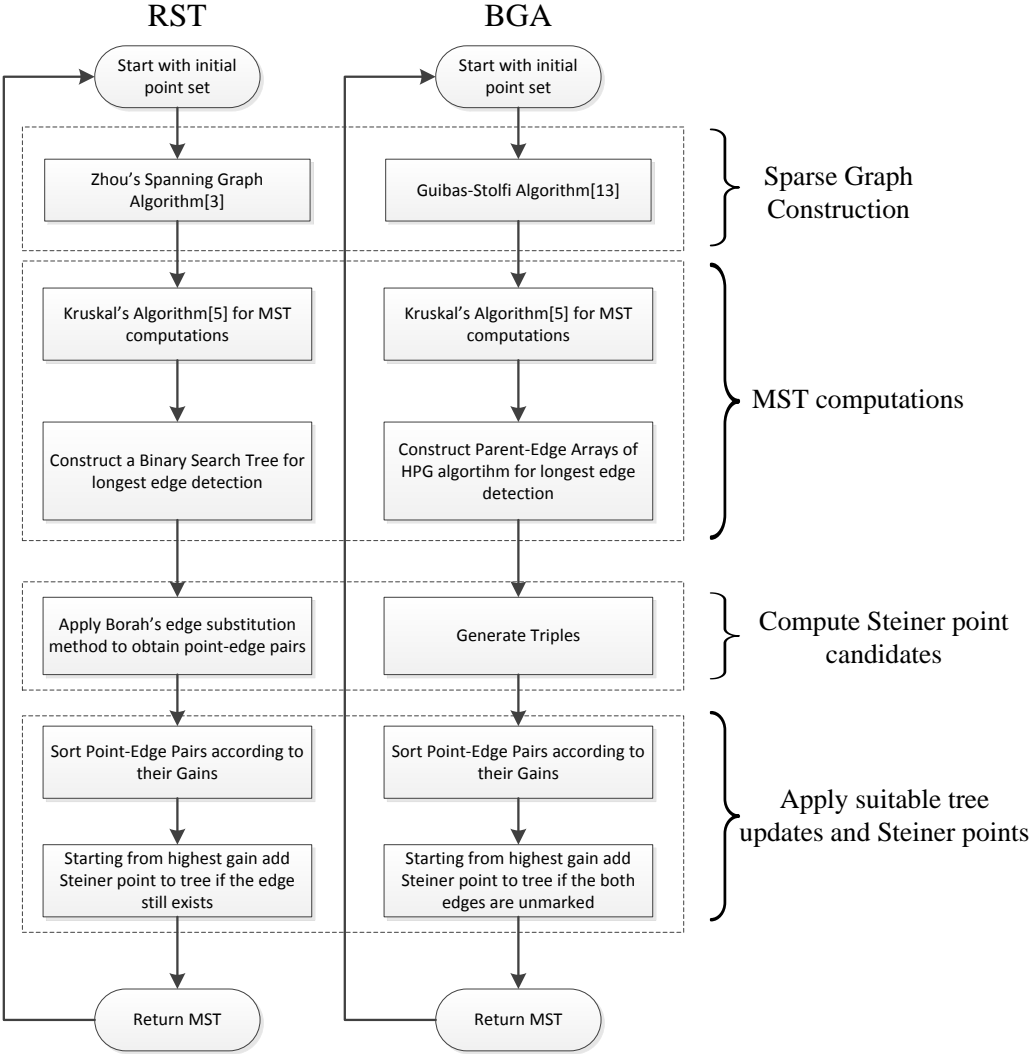 RST
BGA
Start with initial
point set
Start with initial
point set
Zhou's Spanning Graph
Algorithm[3]
Guibas-Stolfi Algorithm[13]
Sparse Graph
Construction
Kruskal's Algorithm[5] for MST
computations
Kruskal's Algorithm[5] for MST
computations
Construct a Binary Search Tree for
longest edge detection
Construct Parent-Edge Arrays of
HPG algortihm for longest edge
detection
MST computations
Apply Borah's edge substitution
method to obtain point-edge pairs
Generate Triples
Compute Steiner point
candidates
Sort Point-Edge Pairs according to
their Gains
Sort Point-Edge Pairs according to
their Gains
Starting from highest gain add
Steiner point to tree if the edge
still exists
Starting from highest gain add
Steiner point to tree if the both
edges are unmarked
Apply suitable tree
updates and Steiner points
Return MST
Return MST